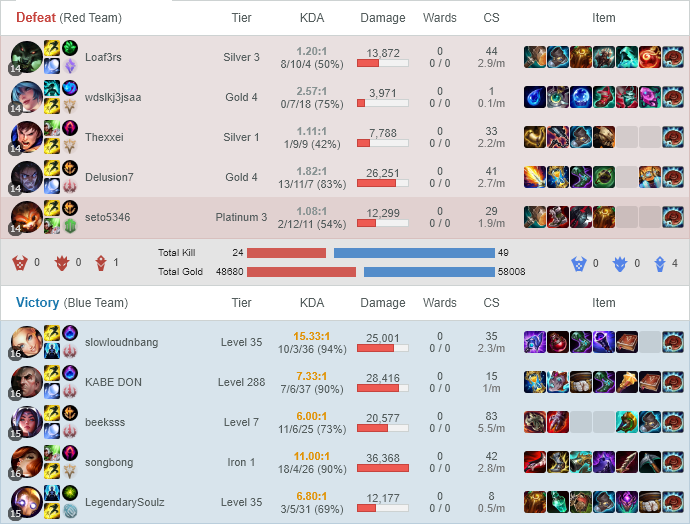 Defeat (Red Team) Tier KDA Damage Wards CS Item
14 Loaf3rs Silver 3 1.20:1 8/10/4 (50%) 13,872 0 0 / 0 44 2.9/m
14 wdslkj3jsaa Gold 4 2.57:1 0/7/18 (75%) 3,971 0 0 / 0 1 0.1/m
14 Thexxei Silver 1 1.11:1 1/9/9 (42%) 7,788 0 0 / 0 33 2.2/m
14 Delusion7 Gold 4 1.82:1 13/11/7 (83%) 26,251 0 0 / 0 41 2.7/m
14 seto5346 Platinum 3 1.08:1 2/12/11 (54%) 12,299 0 0 / 0 29 1.9/m
0 0 1 Total Kill 24 49 0 0 4
Total Gold 48680 58008
Victory (Blue Team) Tier KDA Damage Wards CS Item
16 slowloudnbang Level 35 15.33:1 10/3/36 (94%) 25,001 0 0 / 0 35 2.3/m
16 KABE DON Level 288 7.33:1 7/6/37 (90%) 28,416 0 0 / 0 15 1/m
15 beeksss Level 7 6.00:1 11/6/25 (73%) 20,577 0 0 / 0 83 5.5/m
16 songbong Iron 1 11.00:1 18/4/26 (90%) 36,368 0 0 / 0 42 2.8/m
15 LegendarySoulz Level 35 6.80:1 3/5/31 (69%) 12,177 0 0 / 0 8 0.5/m